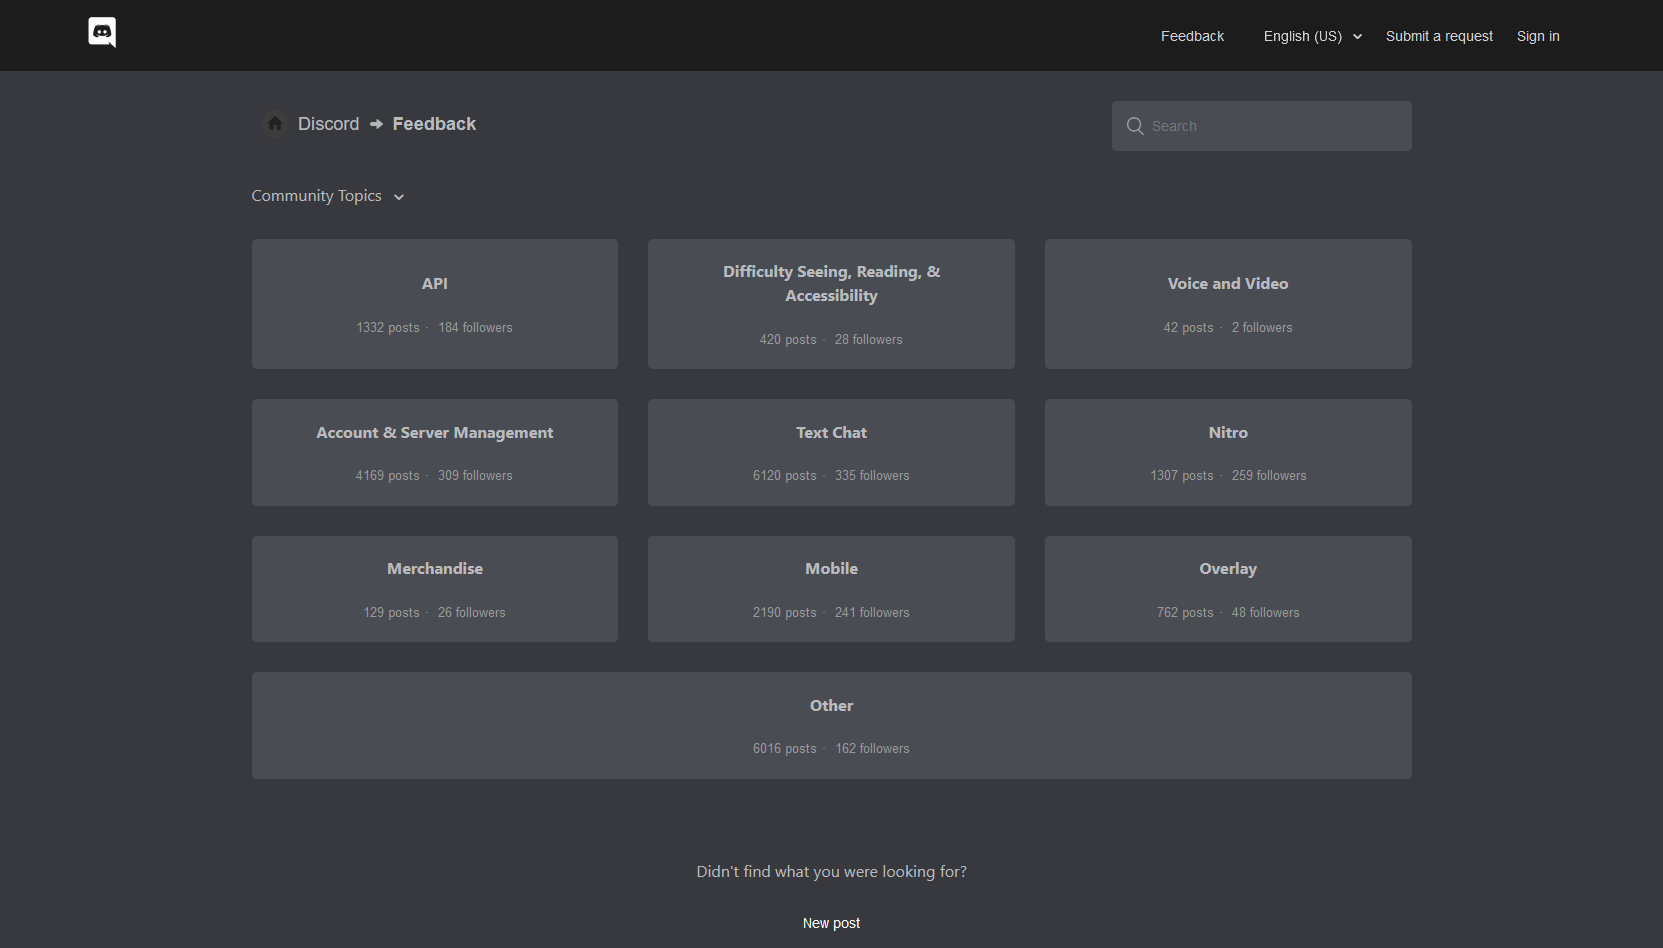 Feedback English (US) Submit a request Sign in
Discord Feedback
Search
Community Topics
API
1332 posts · 184 followers
Difficulty Seeing, Reading, &
Accessibility
420 posts · 28 followers
Voice and Video
42 posts · 2 followers
Account & Server Management
4169 posts · 309 followers
Text Chat
6120 posts · 335 followers
Nitro
1307 posts · 259 followers
Merchandise
129 posts · 26 followers
Mobile
2190 posts · 241 followers
Overlay
762 posts · 48 followers
Other
6016 posts · 162 followers
Didn't find what you were looking for?
New post